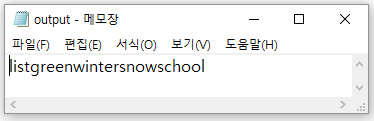 output - 메모장
파일(F) 편집(E) 서식(O) 보기(V) 도움말(H)
listgreenwintersnowschool